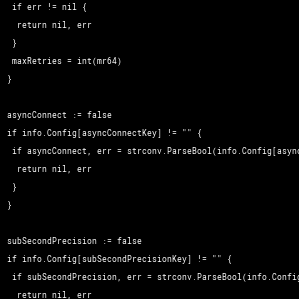 if err != nil {
return nil, err
}
maxRetries = int(mr64)
}
asyncConnect := false
if info.Config[asyncConnectKey] != "" {
if asyncConnect, err = strconv.ParseBool(info.Config[async
return nil, err
}
}
subSecondPrecision := false
if info.Config[subSecondPrecisionKey] != "" {
if subSecondPrecision, err = strconv.ParseBool(info.Config
return nil, err